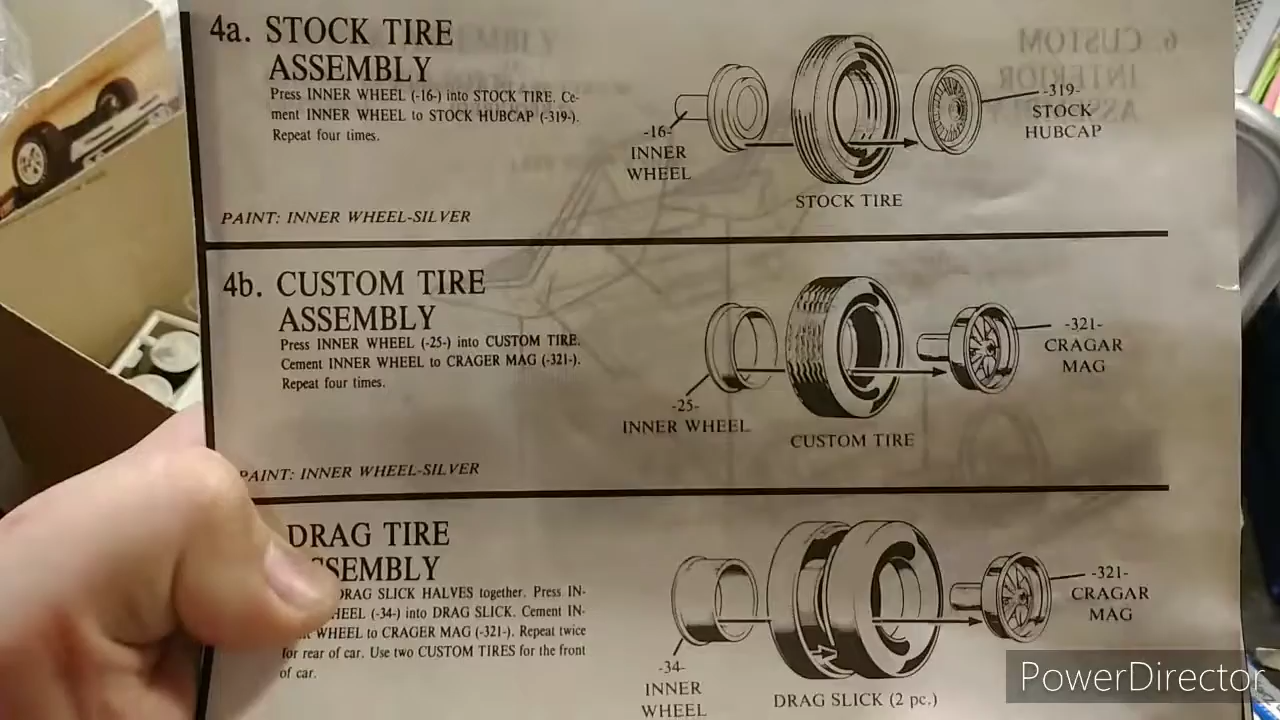 4a. STOCK TIRE
ASSEMBLY
Press INNER WHEEL (-16-) into STOCK TIRE. Ce-
ment INNER WHEEL to STOCK HUBCAP (-319-).
Repeat four times.
PAINT: INNER WHEEL-SILVER
-16-
INNER
WHEEL
STOCK TIRE
-319-
STOCK
HUBCAP
6. CUSTOM
INTERIOR
4b. CUSTOM TIRE
ASSEMBLY
Press INNER WHEEL (-25-) into CUSTOM TIRE.
Cement INNER WHEEL to CRAGER MAG (-321-).
Repeat four times.
PAINT: INNER WHEEL-SILVER
-25-
INNER WHEEL
CUSTOM TIRE
-321-
CRAGAR
MAG
DRAG TIRE
SSEMBLY
DRAG SLICK HALVES together. Press IN-
HEEL (-34-) into DRAG SLICK. Cement IN-
WHEEL to CRAGER MAG (-321-). Repeat twice
for rear of car. Use two CUSTOM TIRES for the front
of car.
-34-
INNER
WHEEL
DRAG SLICK (2 pc.)
-321-
CRAGAR
MAG
PowerDirector